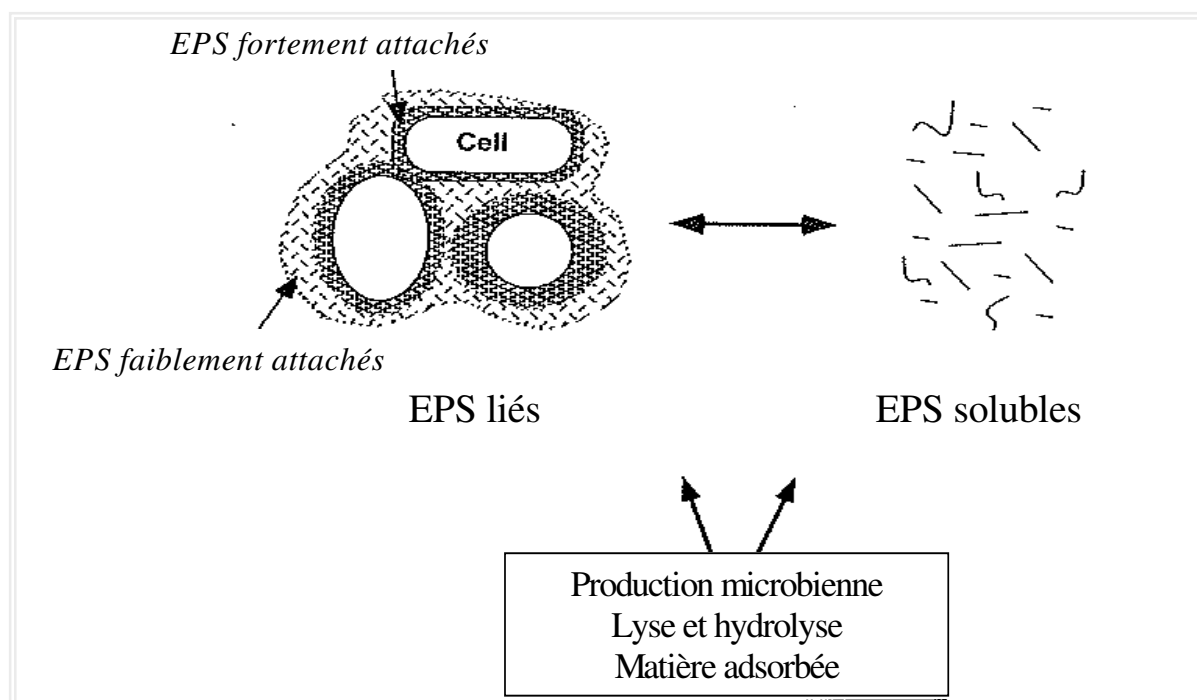 EPS fortement attachés
Cell
EPS faiblement attachés
EPS liés
EPS solubles
Production microbienne
Lyse et hydrolyse
Matière adsorbée